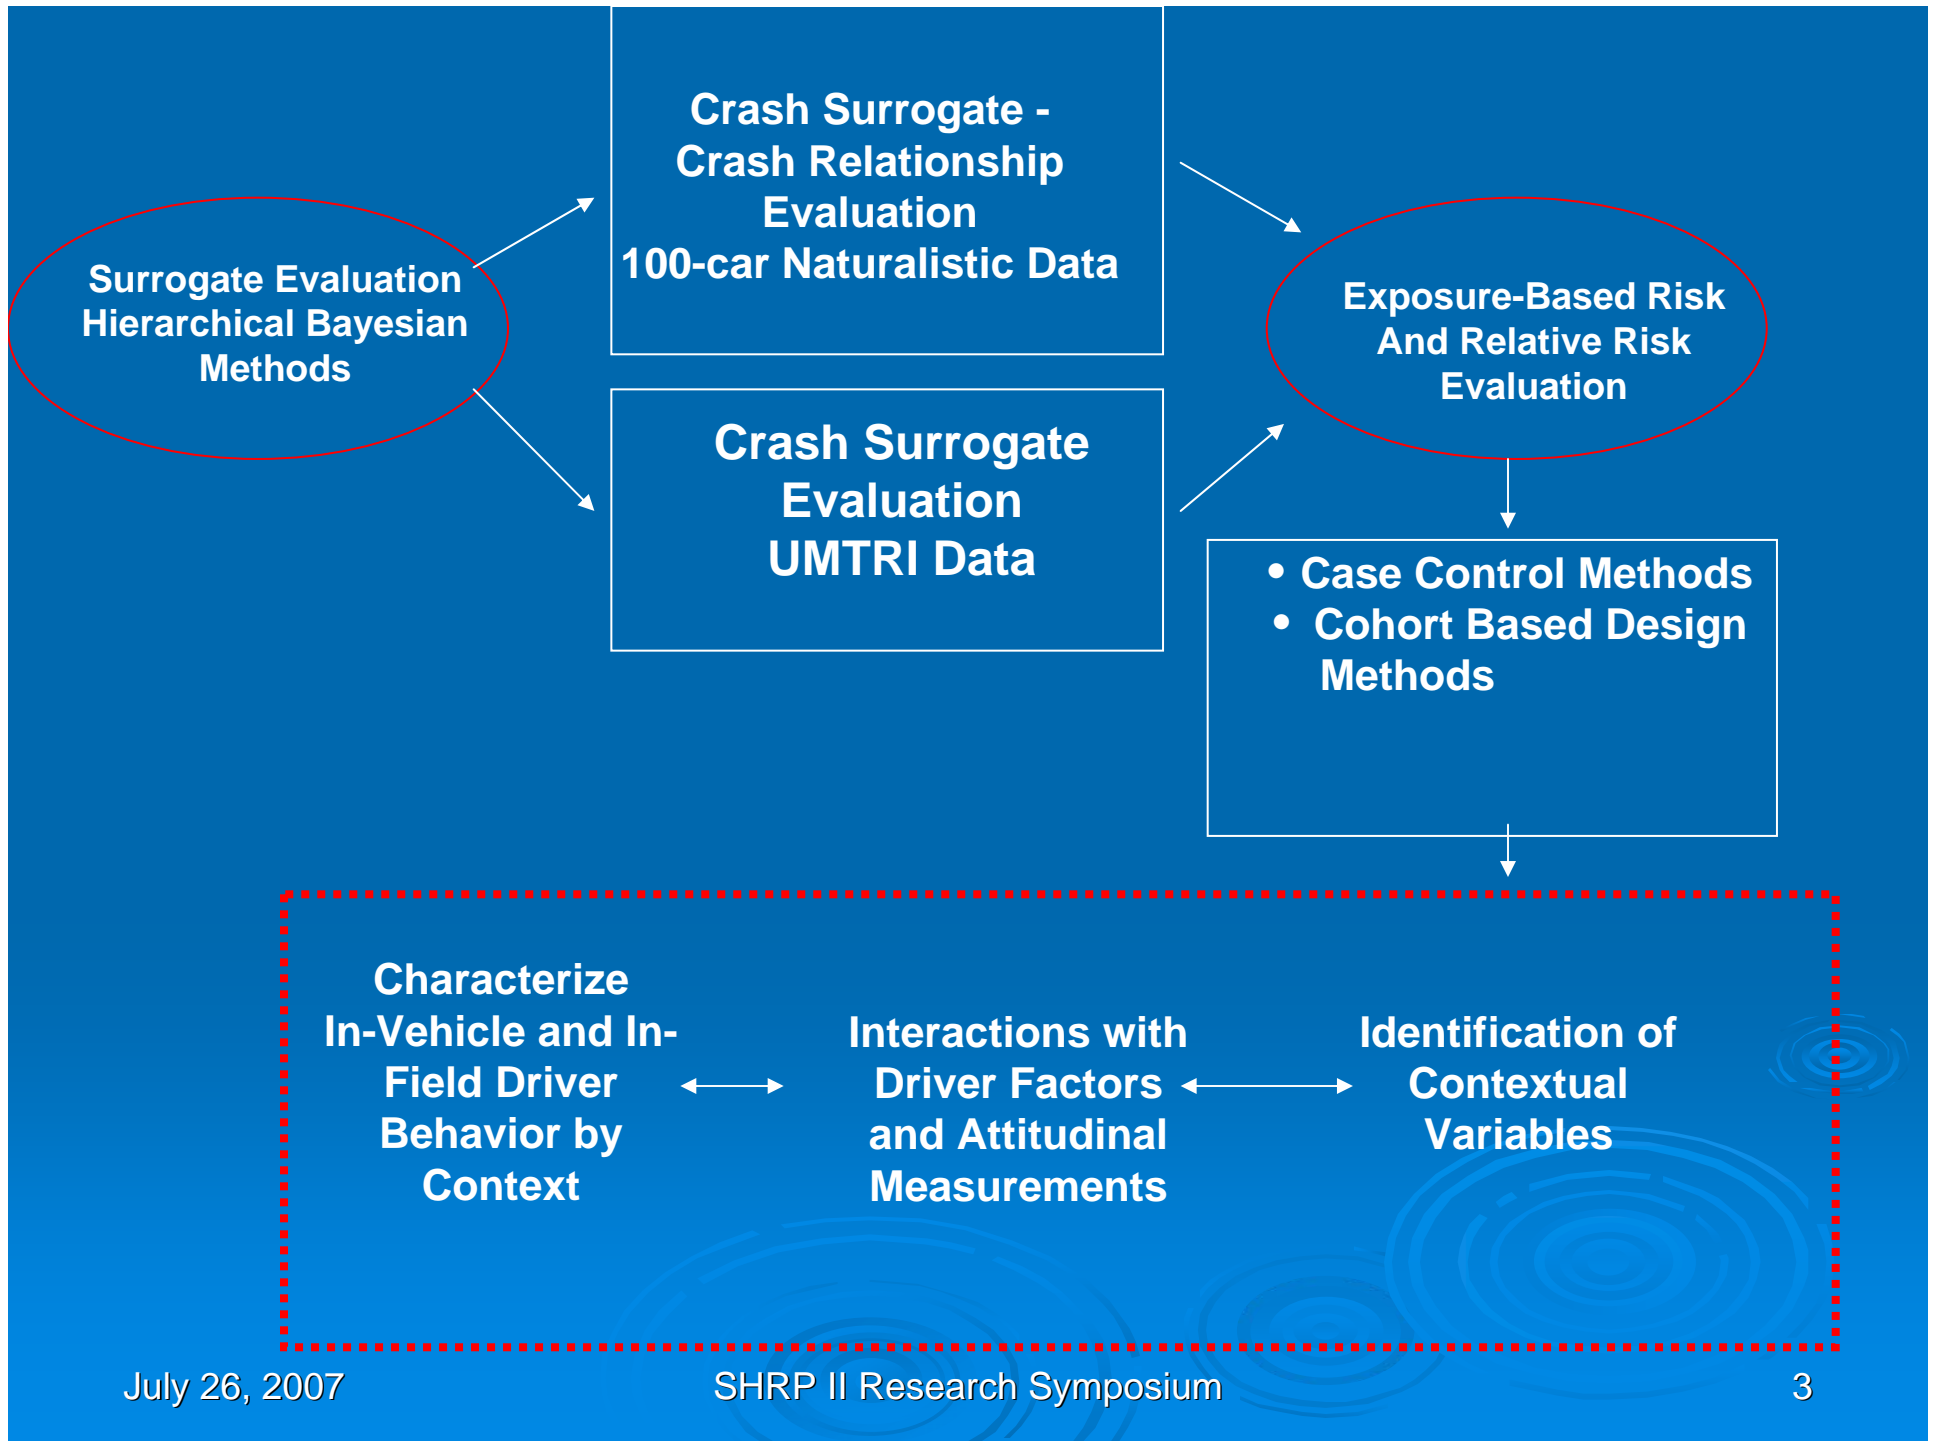 Crash Surrogate -
Crash Relationship
Evaluation
100-car Naturalistic Data
Surrogate Evaluation
Hierarchical Bayesian
Methods
Exposure-Based Risk
And Relative Risk
Evaluation
Crash Surrogate
Evaluation
UMTRI Data
• Case Control Methods
• Cohort Based Design
Methods
Characterize
In-Vehicle and In-
Field Driver
Behavior by
Context
Interactions with
Driver Factors
and Attitudinal
Measurements
Identification of
Contextual
Variables
July 26, 2007
SHRP II Research Symposium
3